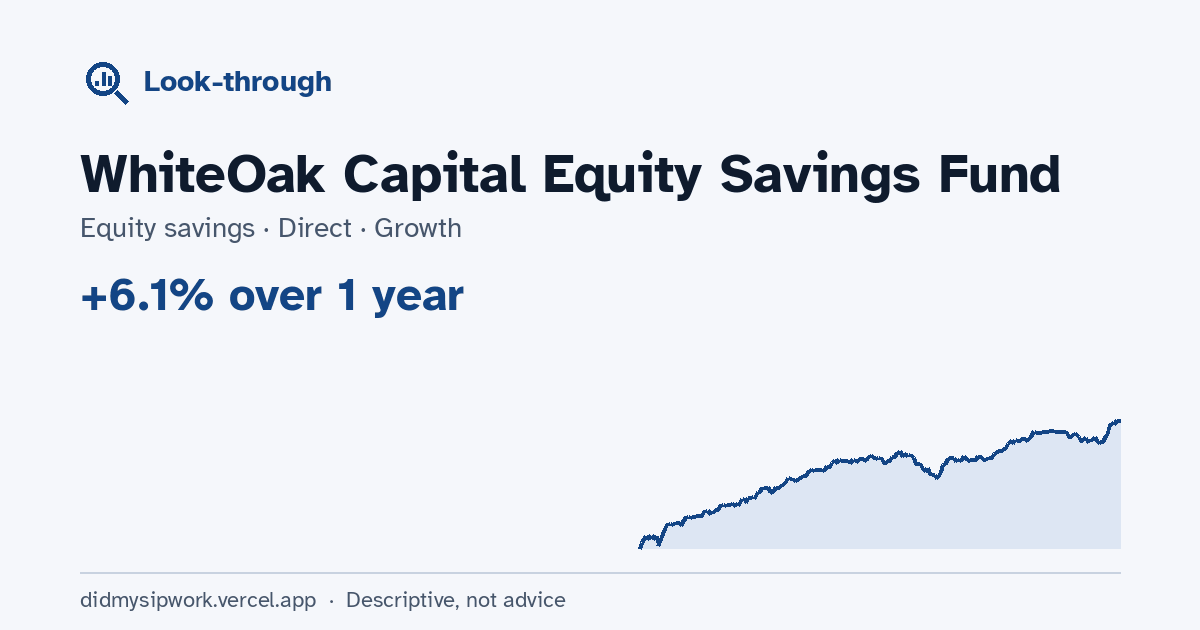 Look-through
WhiteOak Capital Equity Savings Fund
Equity savings · Direct · Growth
+6.1% over 1 year
didmysipwork.vercel.app · Descriptive, not advice